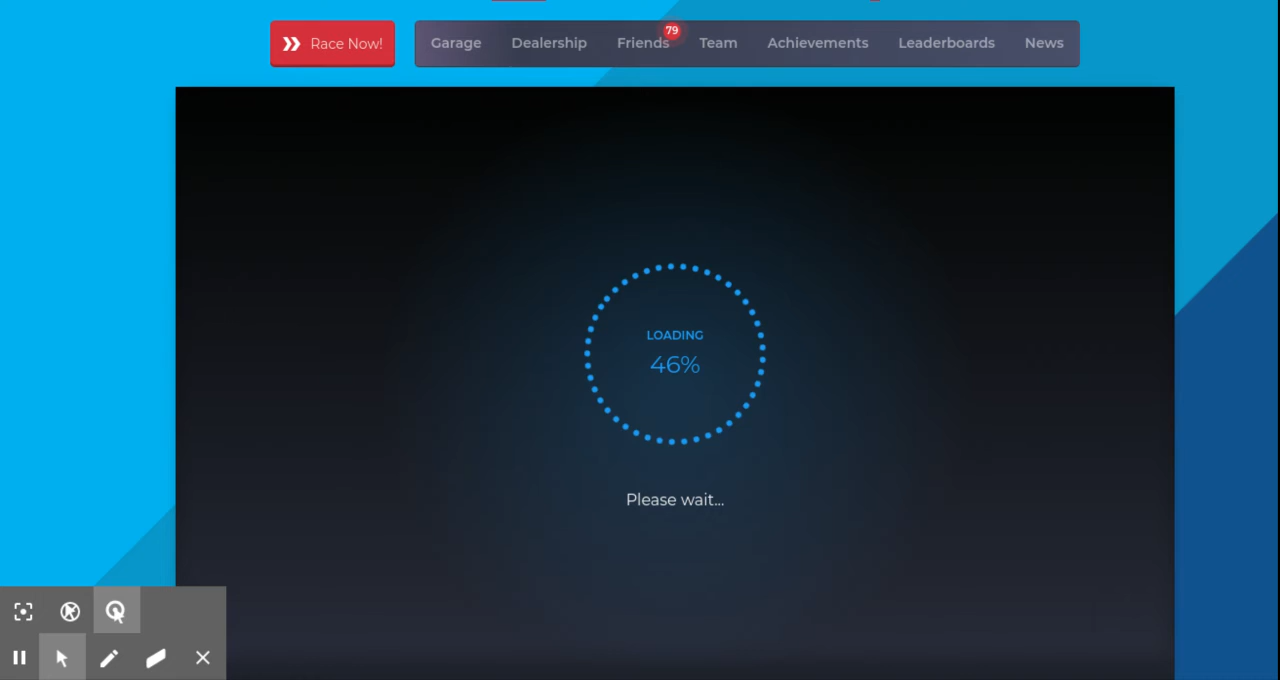 Race Now!
Garage Dealership Friends 79 Team Achievements Leaderboards News
LOADING
46%
Please wait...